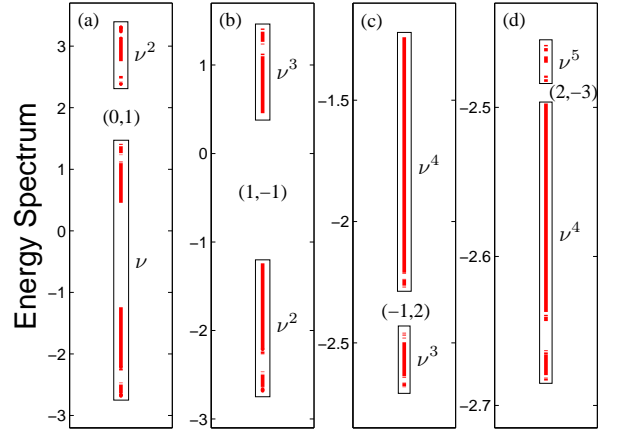 Energy Spectrum
(a)
3
2
1
0
−1
−2
−3
ν²
(0,1)
ν
(b)
1
0
−1
−2
−3
ν³
(1,−1)
ν²
(c)
−1.5
−2
−2.5
ν⁴
(−1,2)
ν³
(d)
−2.5
−2.6
−2.7
ν⁵
(2,−3)
ν⁴